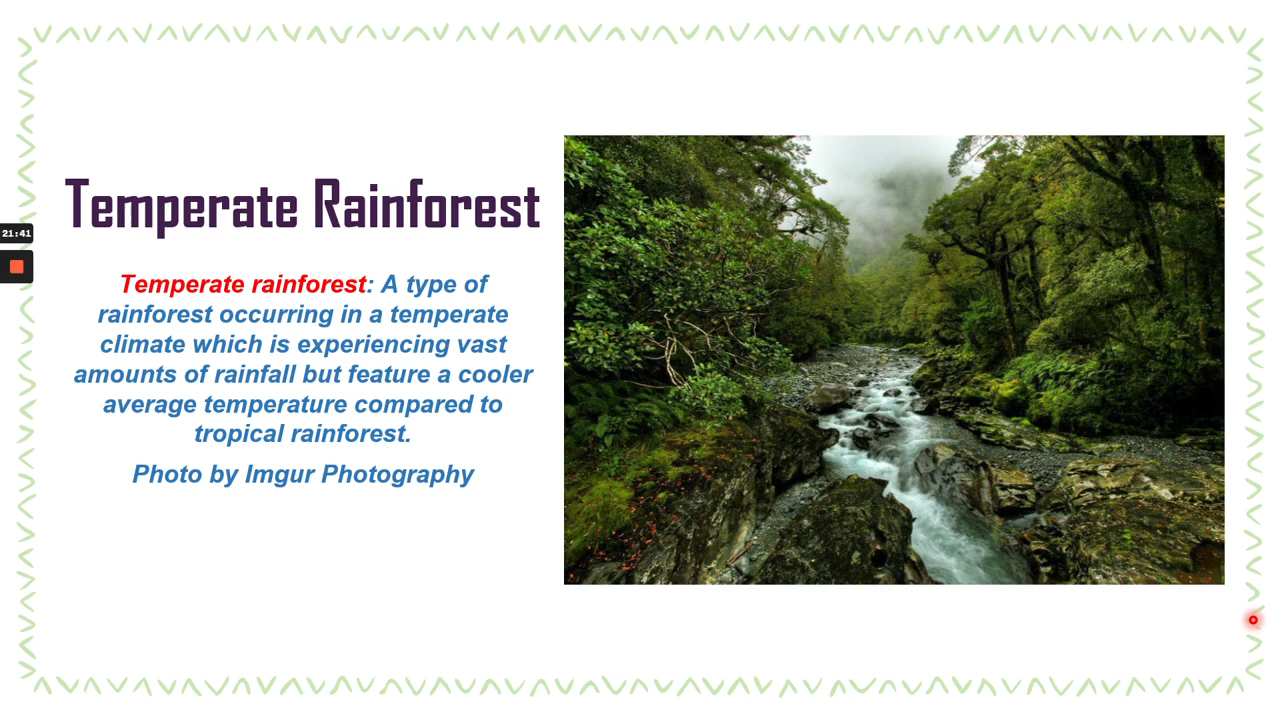 Temperate Rainforest
21:41
Temperate rainforest: A type of
rainforest occurring in a temperate
climate which is experiencing vast
amounts of rainfall but feature a cooler
average temperature compared to
tropical rainforest.
Photo by Imgur Photography